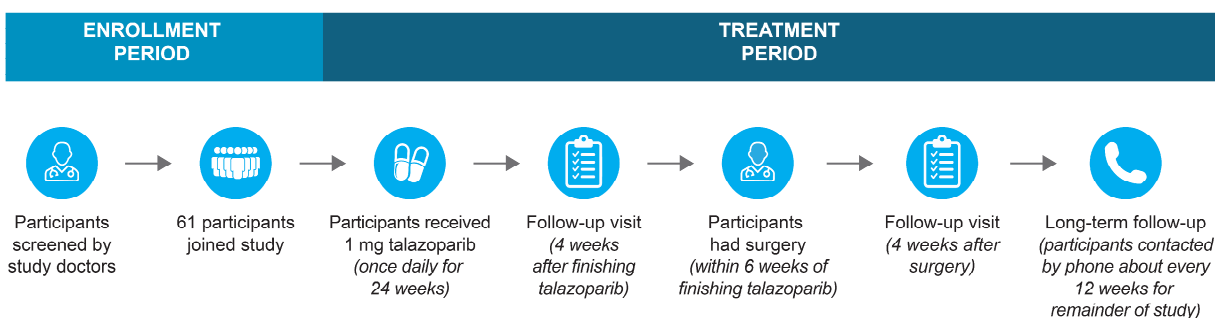 ENROLLMENT
PERIOD
TREATMENT
PERIOD
Participants
screened by
study doctors
61 participants
joined study
Participants received
1 mg talazoparib
(once daily for
24 weeks)
Follow-up visit
(4 weeks
after finishing
talazoparib)
Participants
had surgery
(within 6 weeks of
finishing talazoparib)
Follow-up visit
(4 weeks after
surgery)
Long-term follow-up
(participants contacted
by phone about every
12 weeks for
remainder of study)